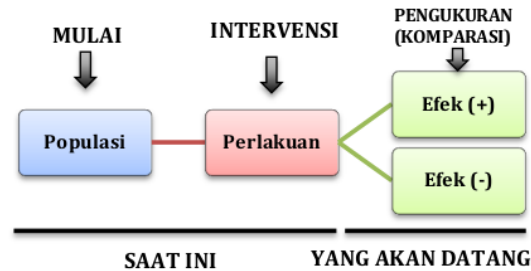 MULAI
INTERVENSI
PENGUKURAN
(KOMPARASI)
Populasi
Perlakuan
Efek (+)
Efek (-)
SAAT INI
YANG AKAN DATANG